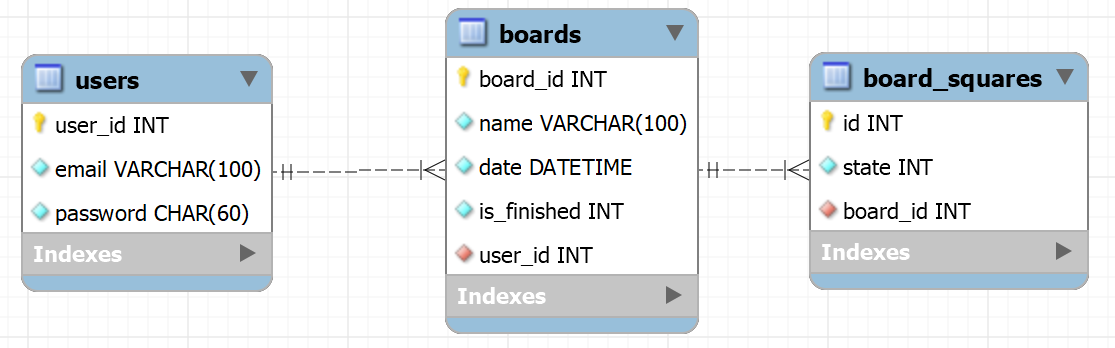 users
user_id INT
email VARCHAR(100)
password CHAR(60)
Indexes
boards
board_id INT
name VARCHAR(100)
date DATETIME
is_finished INT
user_id INT
Indexes
board_squares
id INT
state INT
board_id INT
Indexes